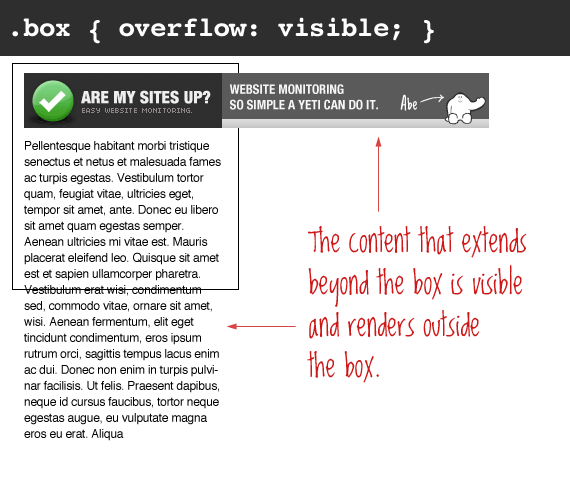 .box { overflow: visible; }
ARE MY SITES UP?
EASY WEBSITE MONITORING.
WEBSITE MONITORING
SO SIMPLE A YETI CAN DO IT.
Abe
Pellentesque habitant morbi tristique
senectus et netus et malesuada fames
ac turpis egestas. Vestibulum tortor
quam, feugiat vitae, ultricies eget,
tempor sit amet, ante. Donec eu libero
sit amet quam egestas semper.
Aenean ultricies mi vitae est. Mauris
placerat eleifend leo. Quisque sit amet
est et sapien ullamcorper pharetra.
Vestibulum erat wisi, condimentum
sed, commodo vitae, ornare sit amet,
wisi. Aenean fermentum, elit eget
tincidunt condimentum, eros ipsum
rutrum orci, sagittis tempus lacus enim
ac dui. Donec non enim in turpis pulvi-
nar facilisis. Ut felis. Praesent dapibus,
neque id cursus faucibus, tortor neque
egestas augue, eu vulputate magna
eros eu erat. Aliqua
The content that extends
beyond the box is visible
and renders outside
the box.